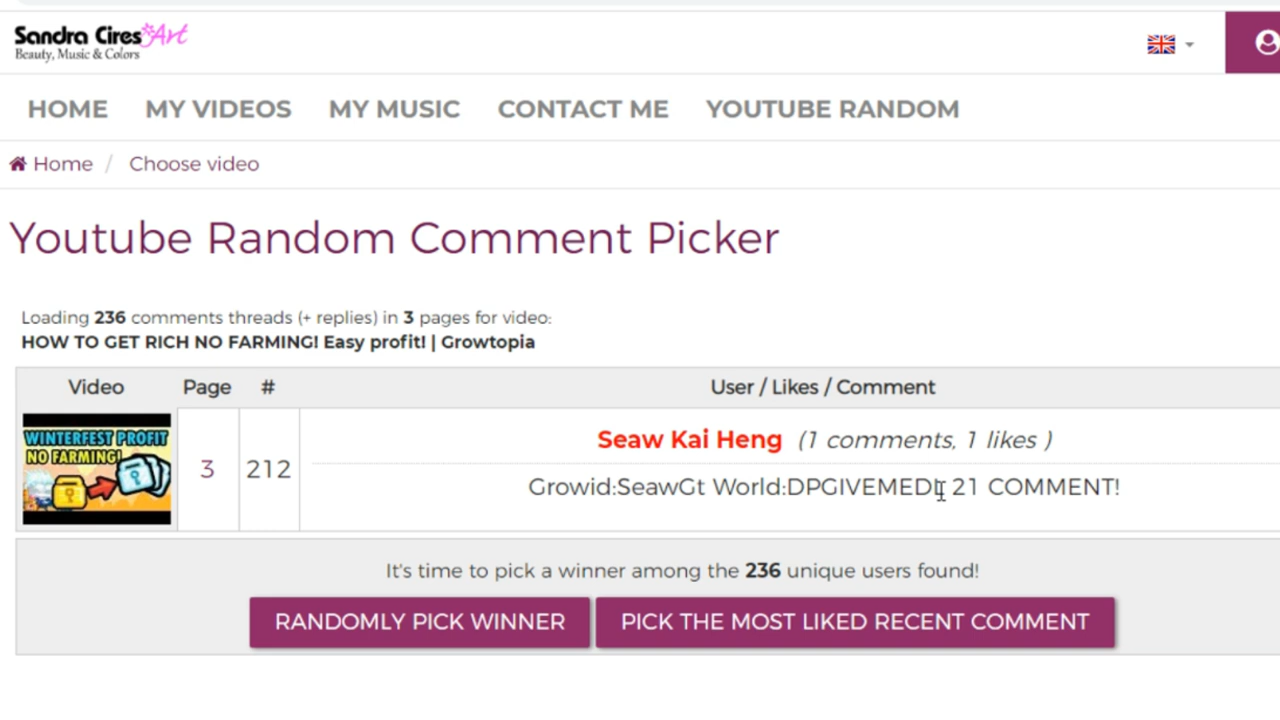 Sandra Cires Art
Beauty, Music & Colors
HOME MY VIDEOS MY MUSIC CONTACT ME YOUTUBE RANDOM
Home / Choose video
Youtube Random Comment Picker
Loading 236 comments threads (+ replies) in 3 pages for video:
HOW TO GET RICH NO FARMING! Easy profit! | Growtopia
Video Page # User / Likes / Comment
WINTERFEST PROFIT
NO FARMING!
3 212
Seaw Kai Heng (1 comments, 1 likes )
Growid:SeawGt World:DPGIVEMEDL 21 COMMENT!
It's time to pick a winner among the 236 unique users found!
RANDOMLY PICK WINNER PICK THE MOST LIKED RECENT COMMENT